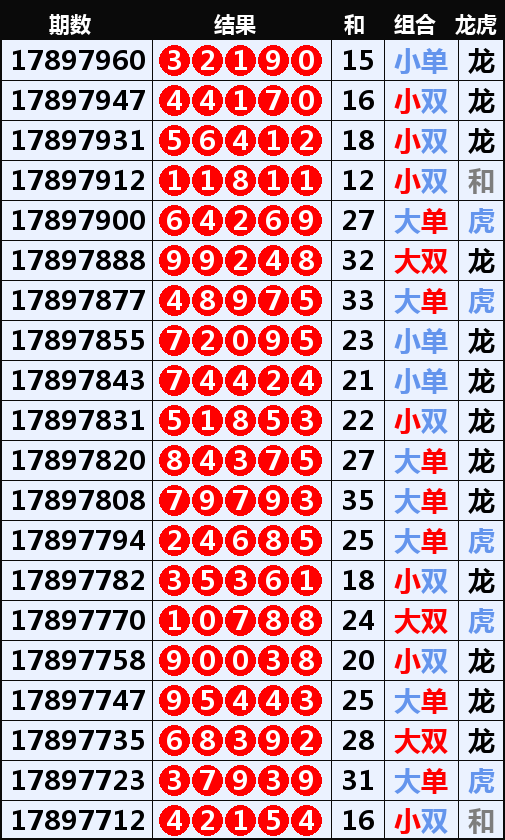 期数 结果 和 组合 龙虎
17897960 3 2 1 9 0 15 小单 龙
17897947 4 4 1 7 0 16 小双 龙
17897931 5 6 4 1 2 18 小双 龙
17897912 1 1 8 1 1 12 小双 和
17897900 6 4 2 6 9 27 大单 虎
17897888 9 9 2 4 8 32 大双 龙
17897877 4 8 9 7 5 33 大单 虎
17897855 7 2 0 9 5 23 小单 龙
17897843 7 4 4 2 4 21 小单 龙
17897831 5 1 8 5 3 22 小双 龙
17897820 8 4 3 7 5 27 大单 龙
17897808 7 9 7 9 3 35 大单 龙
17897794 2 4 6 8 5 25 大单 虎
17897782 3 5 3 6 1 18 小双 龙
17897770 1 0 7 8 8 24 大双 虎
17897758 9 0 0 3 8 20 小双 龙
17897747 9 5 4 4 3 25 大单 龙
17897735 6 8 3 9 2 28 大双 龙
17897723 3 7 9 3 9 31 大单 虎
17897712 4 2 1 5 4 16 小双 和